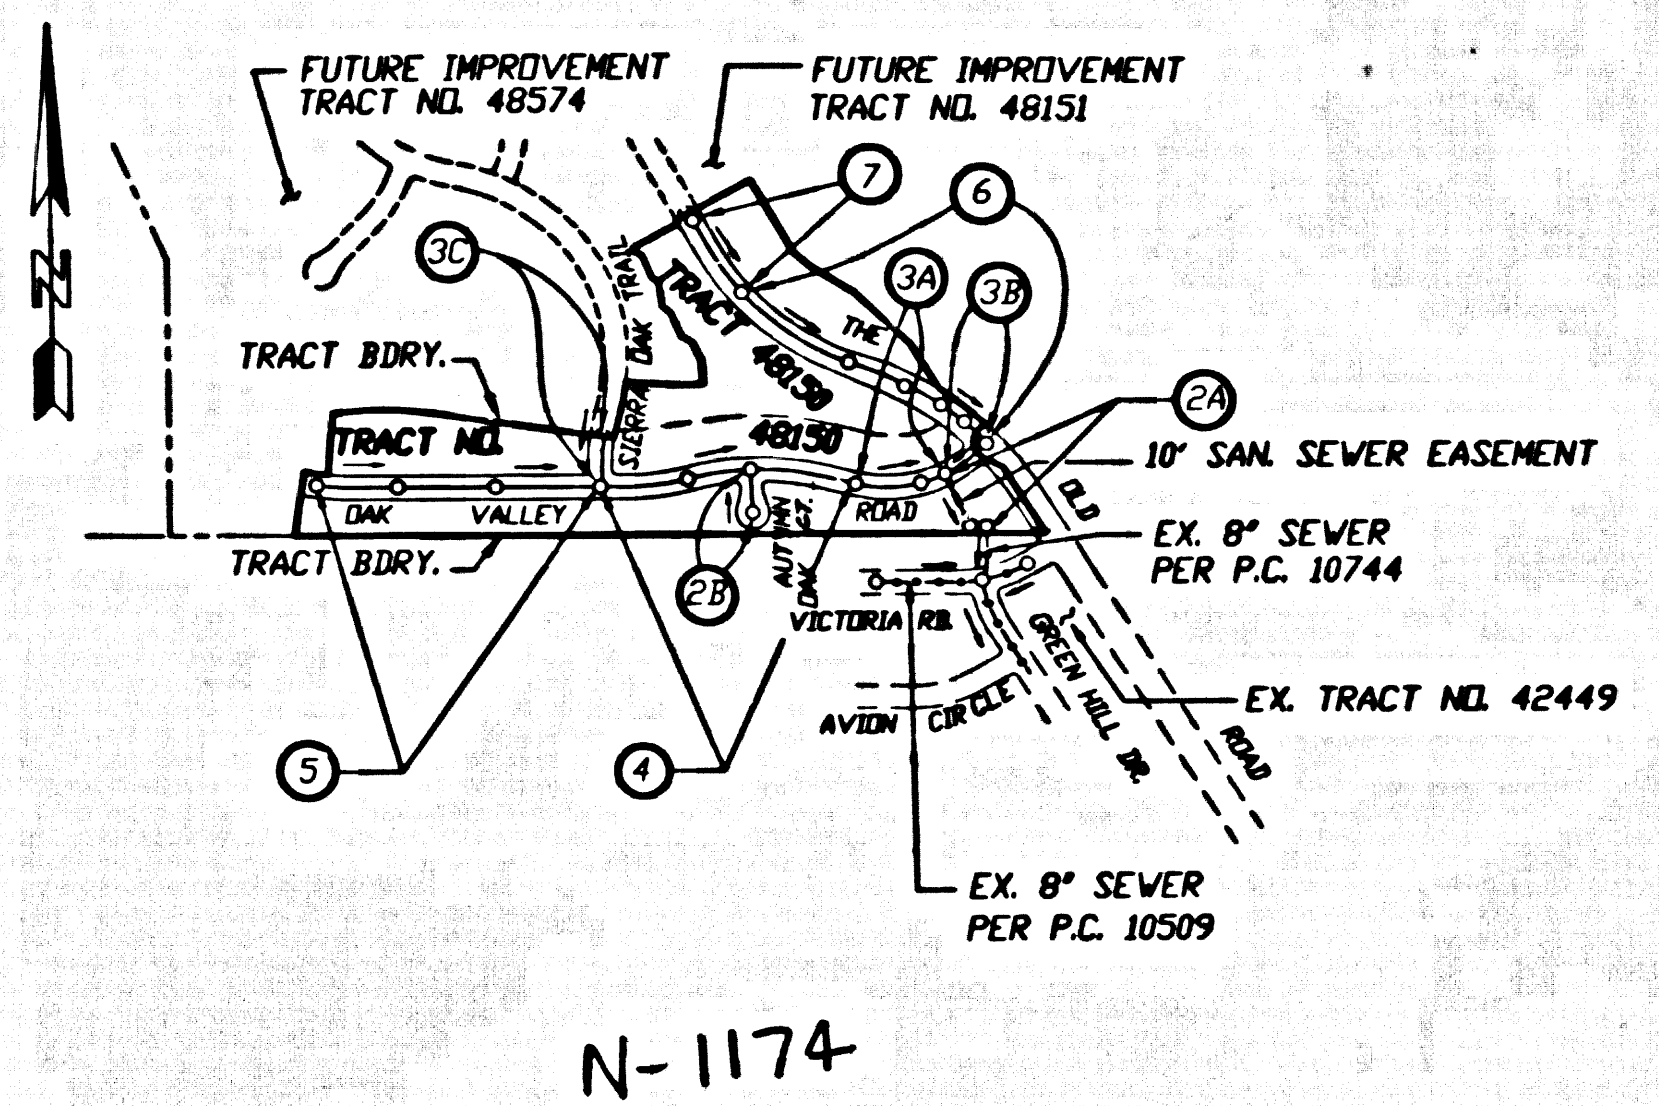 FUTURE IMPROVEMENT
TRACT NO. 48574
FUTURE IMPROVEMENT
TRACT NO. 48151
7
6
3C
3A
3B
N
TRACT
48150
THE
SIERRA OAK TRAIL
TRACT BDRY.
2A
TRACT NO.
48150
10' SAN. SEWER EASEMENT
OAK VALLEY ROAD
OLD
AUTUMN
OAK CT.
EX. 8" SEWER
PER P.C. 10744
TRACT BDRY.
2B
VICTORIA RD.
GREEN HILL DR.
EX. TRACT NO. 42449
AVION CIRCLE
ROAD
5
4
EX. 8" SEWER
PER P.C. 10509
N-1174